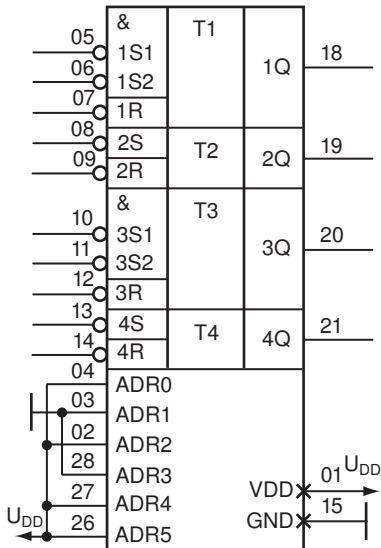 & T1
05 1S1
06 1S2 1Q 18
07 1R
08 2S T2 2Q 19
09 2R
& T3
10 3S1
11 3S2 3Q 20
12 3R
13 4S T4 4Q 21
14 4R
04 ADR0
03 ADR1
02 ADR2
28 ADR3
27 ADR4 VDD 01 UDD
UDD 26 ADR5 GND 15